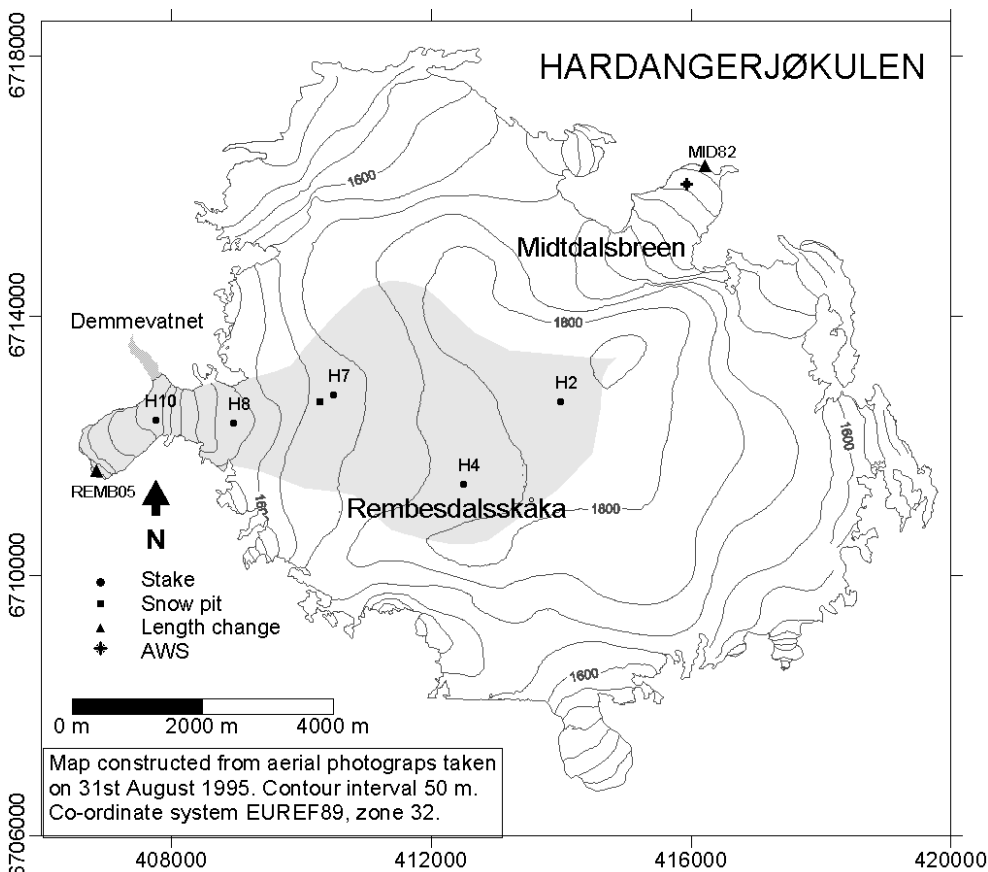 HARDANGERJØKULEN
6718000
MID82
1600
Midtdalsbreen
6714000
Demmevatnet
1800
H7
H2
H10
H8
1600
H4
REMB05
1600
Rembesdalsskåka
1800
N
6710000
Stake
Snow pit
Length change
AWS
1600
0 m 2000 m 4000 m
Map constructed from aerial photograps taken
on 31st August 1995. Contour interval 50 m.
Co-ordinate system EUREF89, zone 32.
6706000
408000 412000 416000 420000